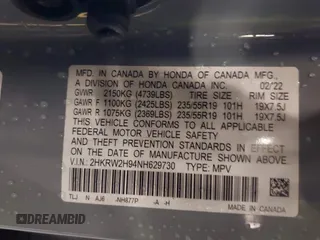 MFD. IN CANADA BY HONDA OF CANADA MFG.,
A DIVISION OF HONDA CANADA INC. 02/22
GVWR 2150KG (4739LBS) TIRE SIZE RIM SIZE
GAWR F 1100KG (2425LBS) 235/55R19 101H 19X7.5J
GAWR R 1075KG (2369LBS) 235/55R19 101H 19X7.5J
THIS VEHICLE CONFORMS TO ALL APPLICABLE
FEDERAL MOTOR VEHICLE SAFETY
AND THEFT PREVENTION STANDARDS IN EFFECT
ON THE DATE OF MANUFACTURE SHOWN ABOVE.
V.I.N.: 2HKRW2H94NH629730 TYPE: MPV
TLJ N AJ6 -NH877P -A -H
MADE IN CANADA
DREAMBID